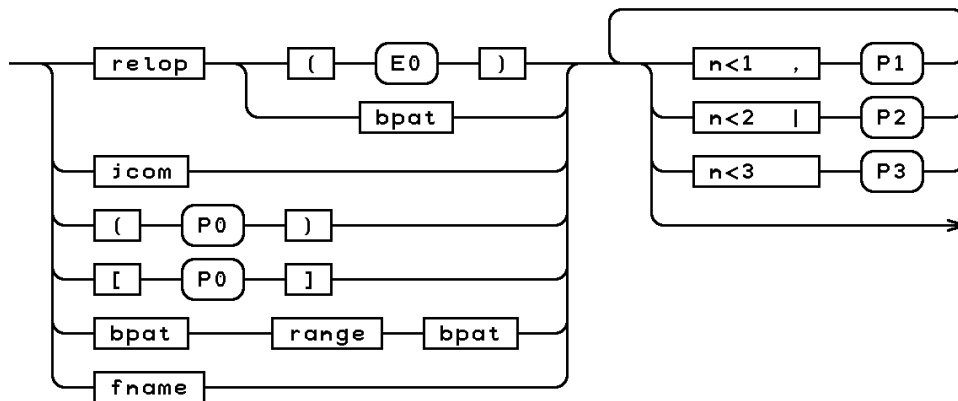 relop ( E0 ) n<1 , P1
bpat n<2 | P2
jcom n<3 P3
( P0 )
[ P0 ]
bpat range bpat
fname